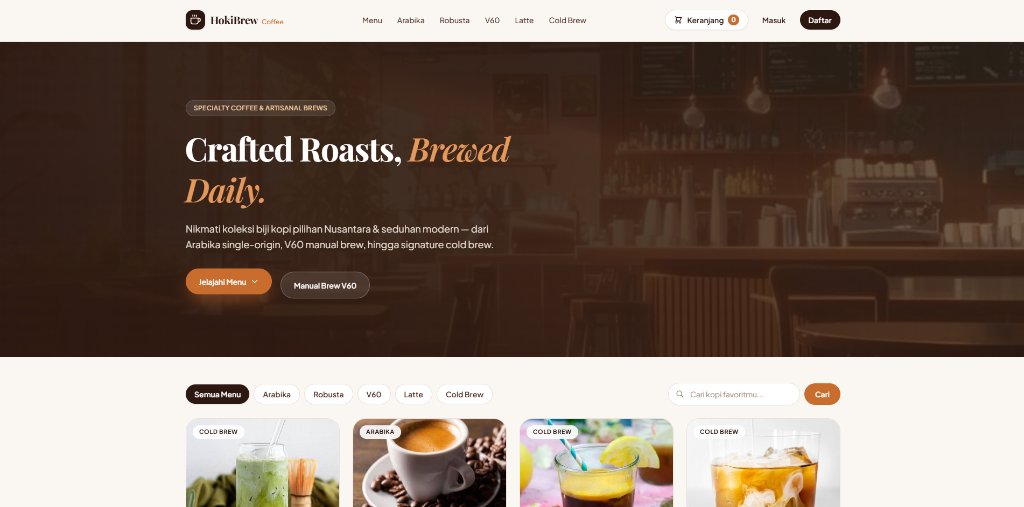 HokiBrew Coffee
Menu Arabika Robusta V60 Latte Cold Brew
Keranjang 0 Masuk Daftar
SPECIALTY COFFEE & ARTISANAL BREWS
Crafted Roasts, Brewed
Daily.
Nikmati koleksi biji kopi pilihan Nusantara & seduhan modern — dari
Arabika single-origin, V60 manual brew, hingga signature cold brew.
Jelajahi Menu
Manual Brew V60
Semua Menu Arabika Robusta V60 Latte Cold Brew
Cari kopi favoritmu... Cari
COLD BREW ARABIKA COLD BREW COLD BREW